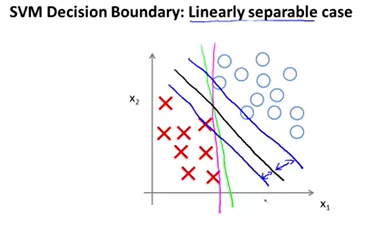 SVM Decision Boundary: Linearly separable case
x₂
x₁